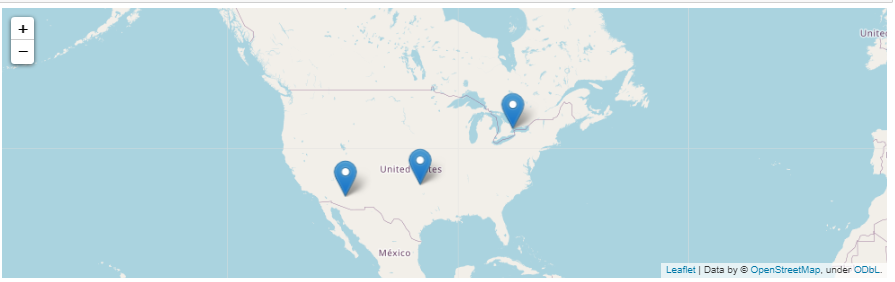 +
−
Unite
United States
México
Leaflet | Data by © OpenStreetMap, under ODbL.